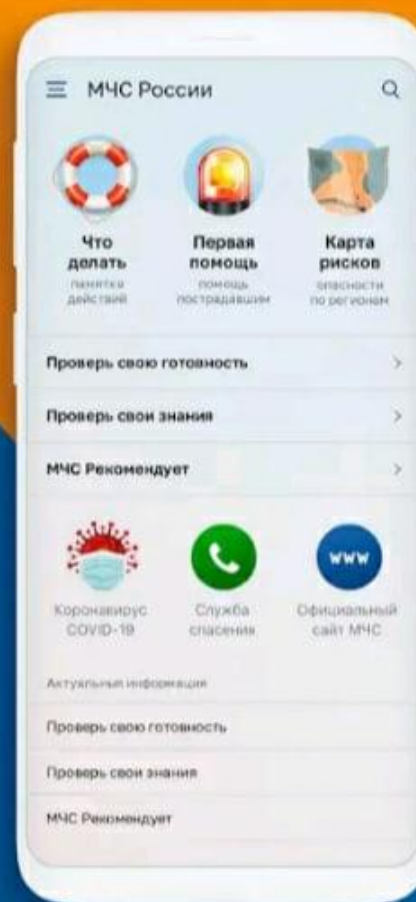 МЧС России
Что Первая Карта
делать помощь рисков
памятка помощь опасности
действий пострадавшим по регионам
Проверь свою готовность
Проверь свои знания
МЧС Рекомендует
Коронавирус Служба Официальный
COVID-19 спасения сайт МЧС
www
Актуальная информация
Проверь свою готовность
Проверь свои знания
МЧС Рекомендует